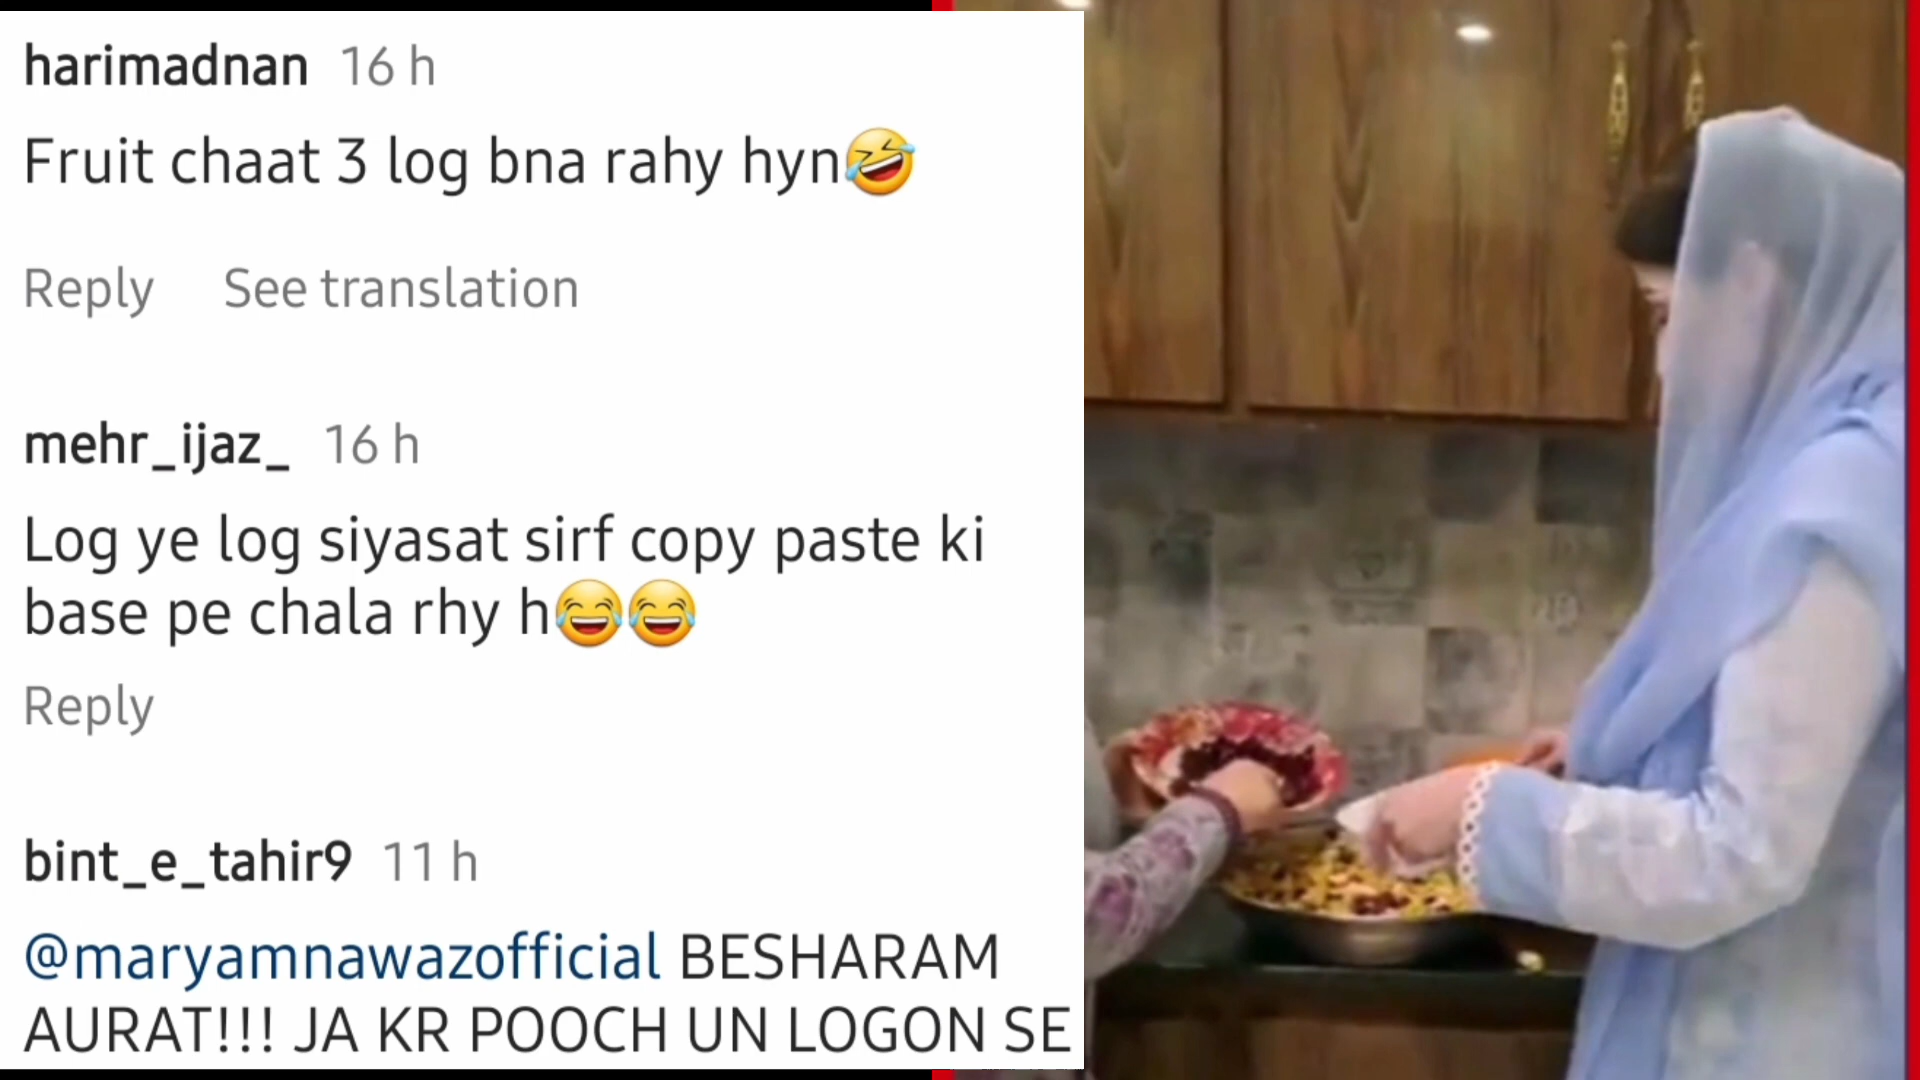 harimadnan 16 h
Fruit chaat 3 log bna rahy hyn🤣
Reply See translation
mehr_ijaz_ 16 h
Log ye log siyasat sirf copy paste ki
base pe chala rhy h😂😂
Reply
bint_e_tahir9 11 h
@maryamnawazofficial BESHARAM
AURAT!!! JA KR POOCH UN LOGON SE